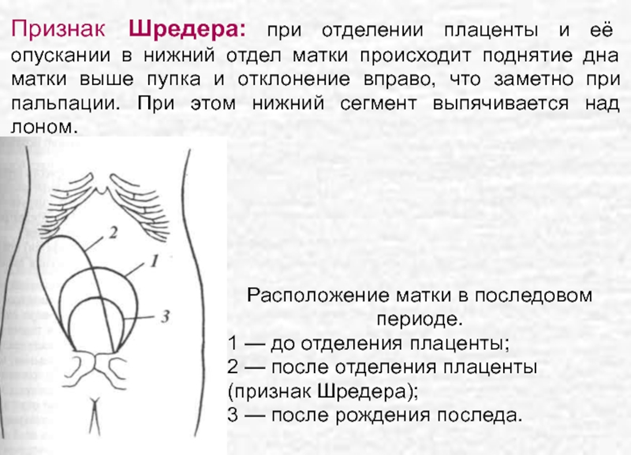 Признак Шредера: при отделении плаценты и её
опускании в нижний отдел матки происходит поднятие дна
матки выше пупка и отклонение вправо, что заметно при
пальпации. При этом нижний сегмент выпячивается над
лоном.
2
1
3
Расположение матки в последовом
периоде.
1 — до отделения плаценты;
2 — после отделения плаценты
(признак Шредера);
3 — после рождения последа.